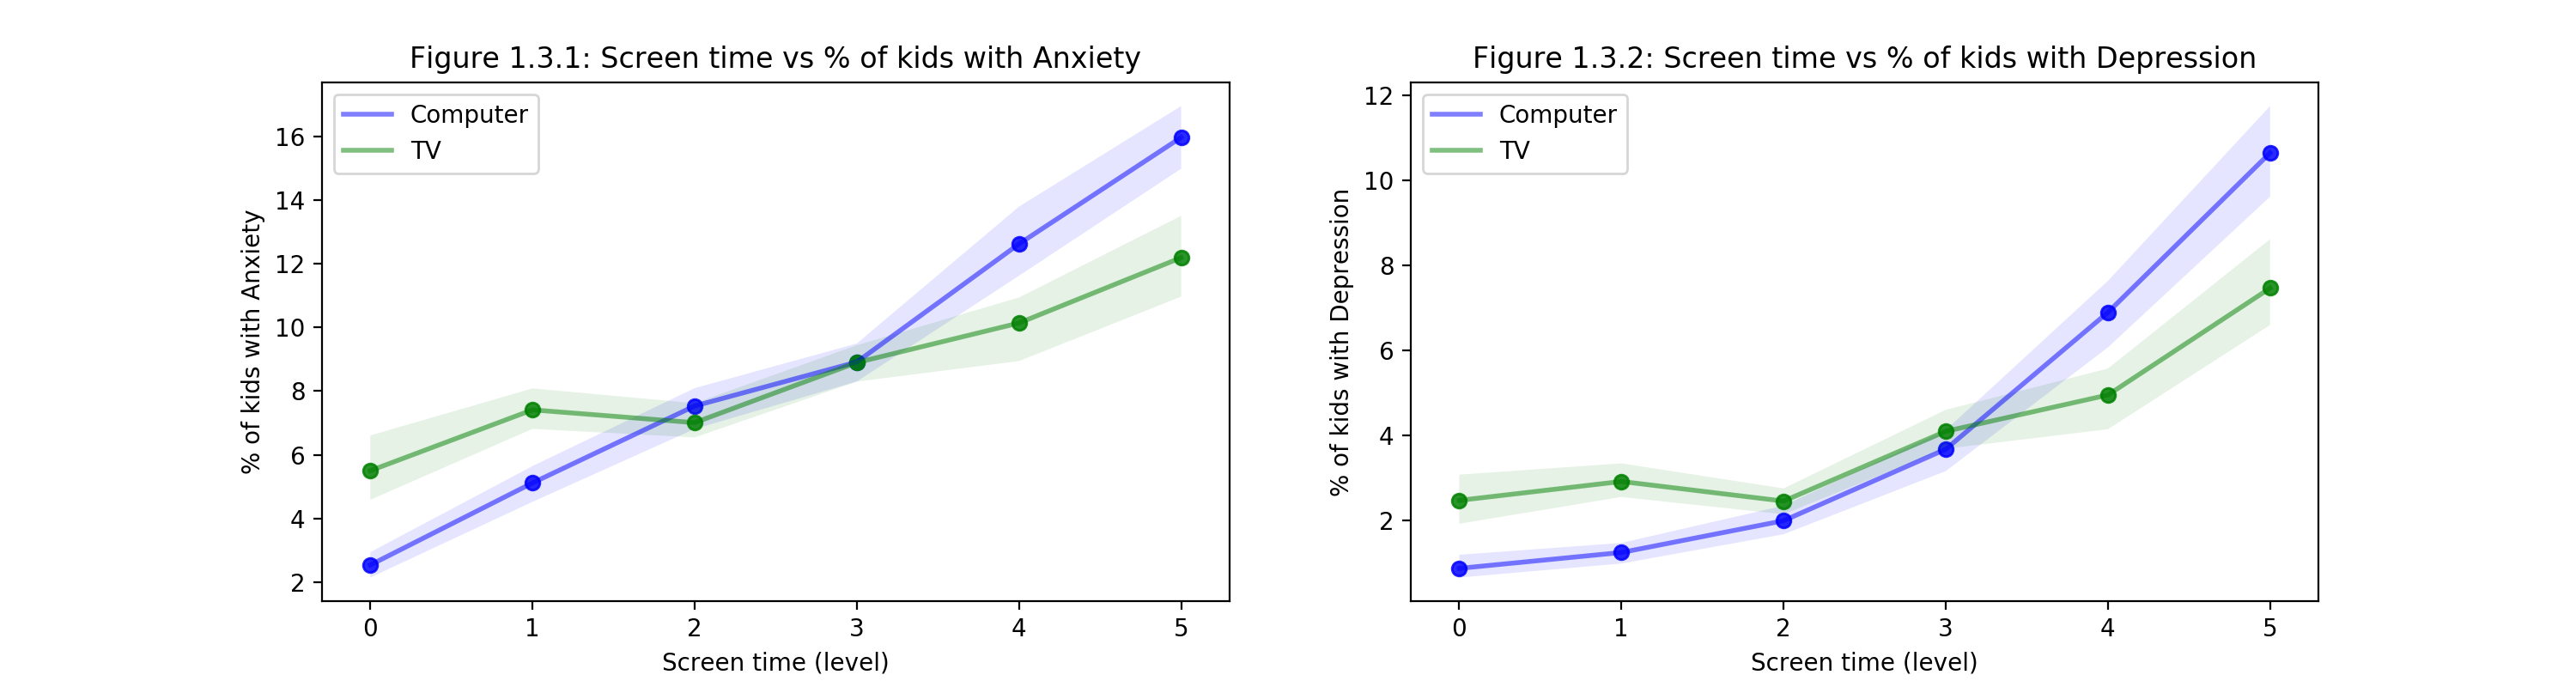 Figure 1.3.1: Screen time vs % of kids with Anxiety
Computer
TV
% of kids with Anxiety
16
14
12
10
8
6
4
2
0 1 2 3 4 5
Screen time (level)
Figure 1.3.2: Screen time vs % of kids with Depression
Computer
TV
% of kids with Depression
12
10
8
6
4
2
0 1 2 3 4 5
Screen time (level)